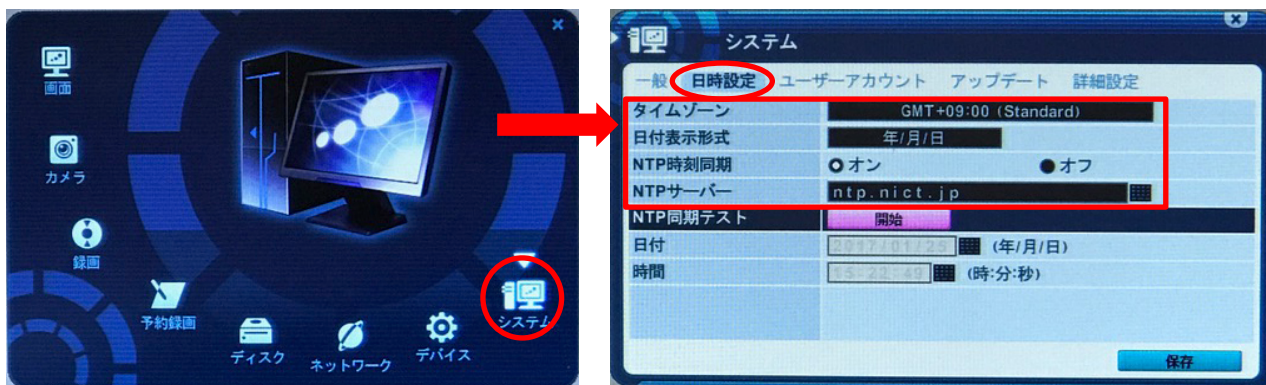 画面
カメラ
録画
予約録画
ディスク
ネットワーク
デバイス
システム
システム
一般 日時設定 ユーザーアカウント アップデート 詳細設定
タイムゾーン GMT+09:00 (Standard)
日付表示形式 年/月/日
NTP時刻同期 オン オフ
NTPサーバー ntp.nict.jp
NTP同期テスト 開始
日付 2017/01/25 (年/月/日)
時間 15:22:49 (時:分:秒)
保存